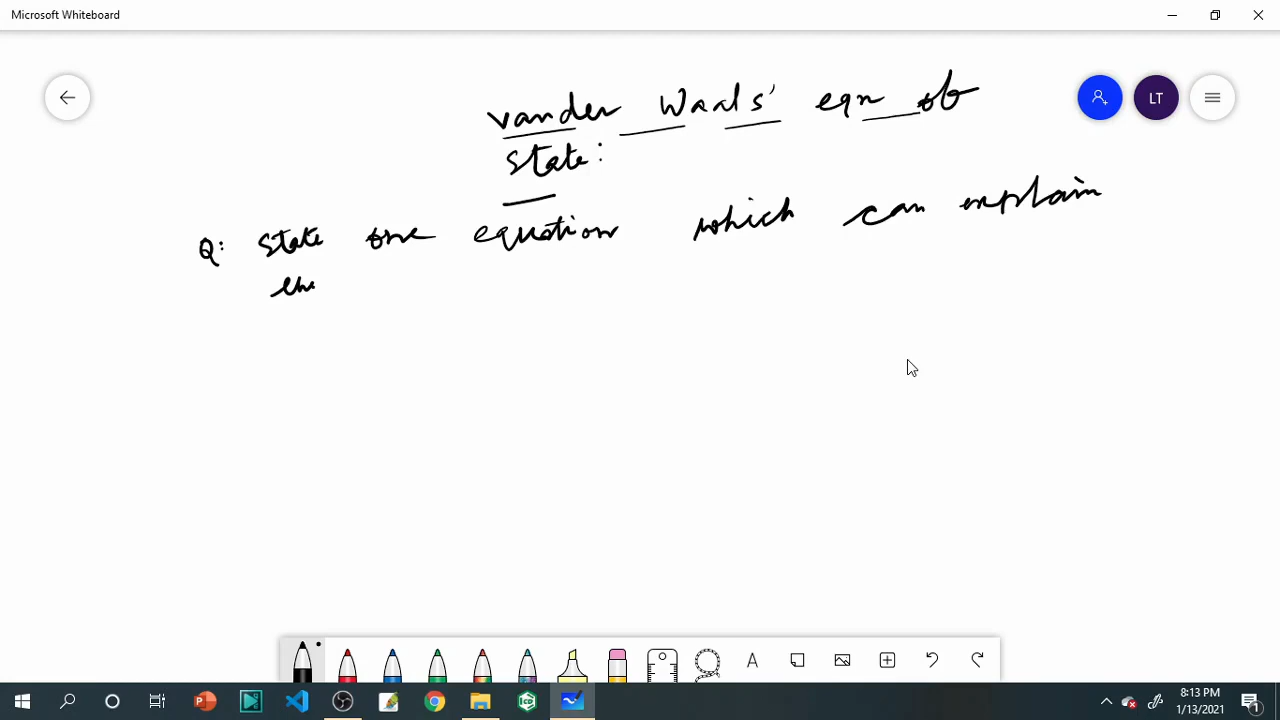 Microsoft Whiteboard
LT
vander Waals' eqn of
state:
Q: State one equation which can explain
the
A
8:13 PM
1/13/2021